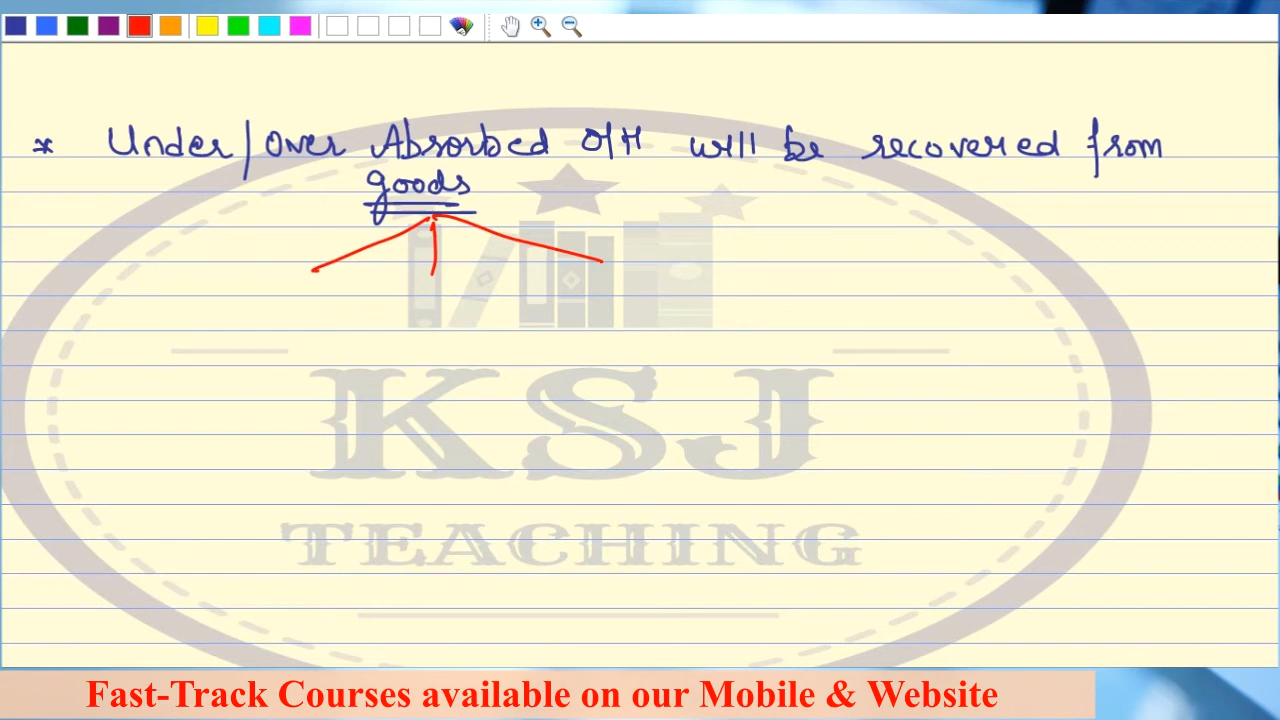 * Under/Over Absorbed O/H will be recovered from
goods
KSJ
TEACHING
Fast-Track Courses available on our Mobile & Website